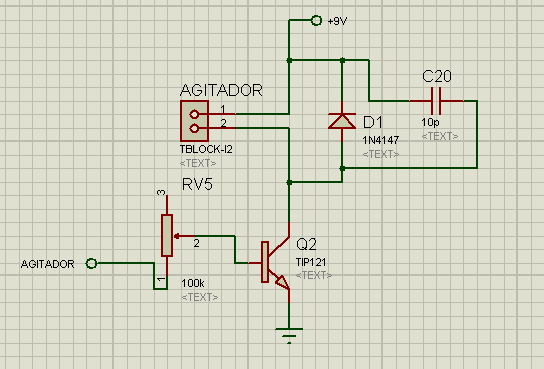 +9V
AGITADOR
1
2
TBLOCK-I2
<TEXT>
D1
1N4147
<TEXT>
C20
10p
<TEXT>
RV5
3
2
1
100k
<TEXT>
AGITADOR
Q2
TIP121
<TEXT>